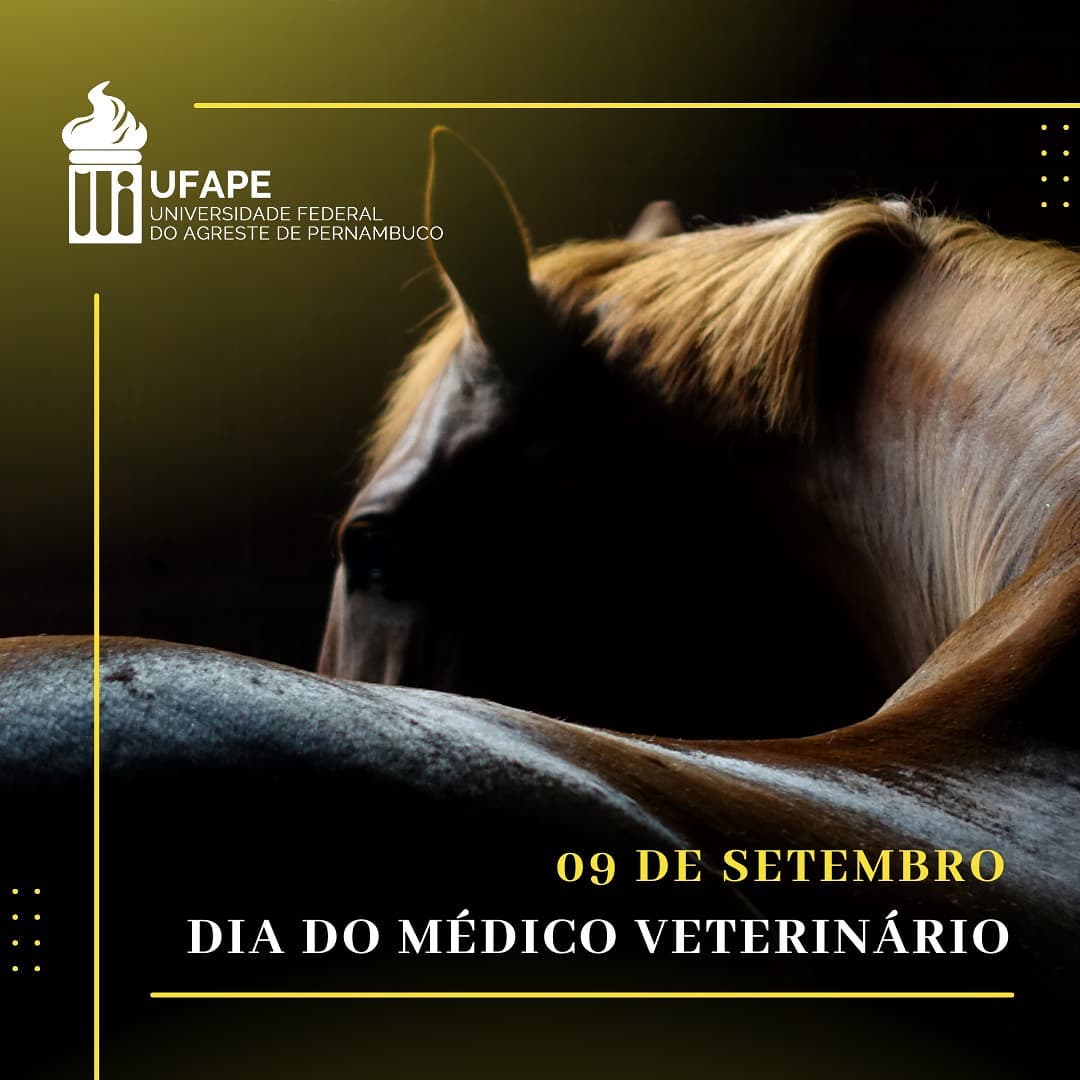 UFAPE
UNIVERSIDADE FEDERAL
DO AGRESTE DE PERNAMBUCO
09 DE SETEMBRO
DIA DO MÉDICO VETERINÁRIO